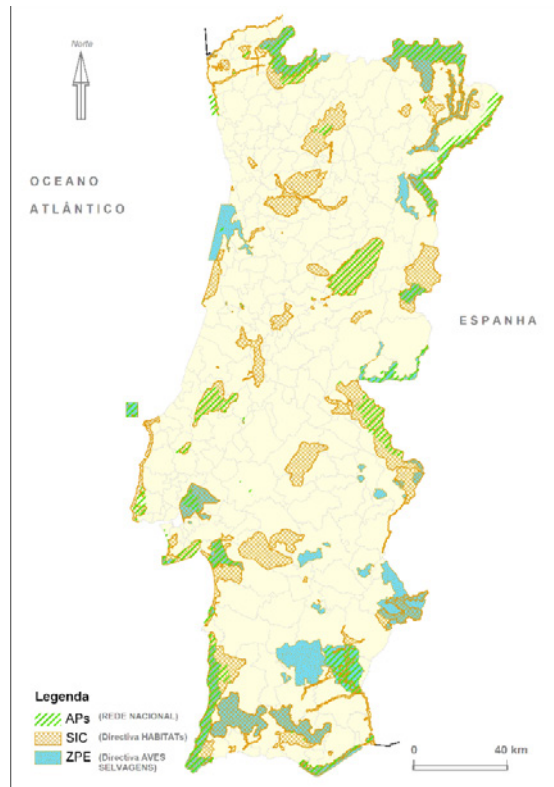 Norte
OCEANO
ATLÂNTICO
ESPANHA
Legenda
APs (REDE NACIONAL)
SIC (Directiva HABITATs)
ZPE (Directiva AVES
SELVAGENS)
0 40 km